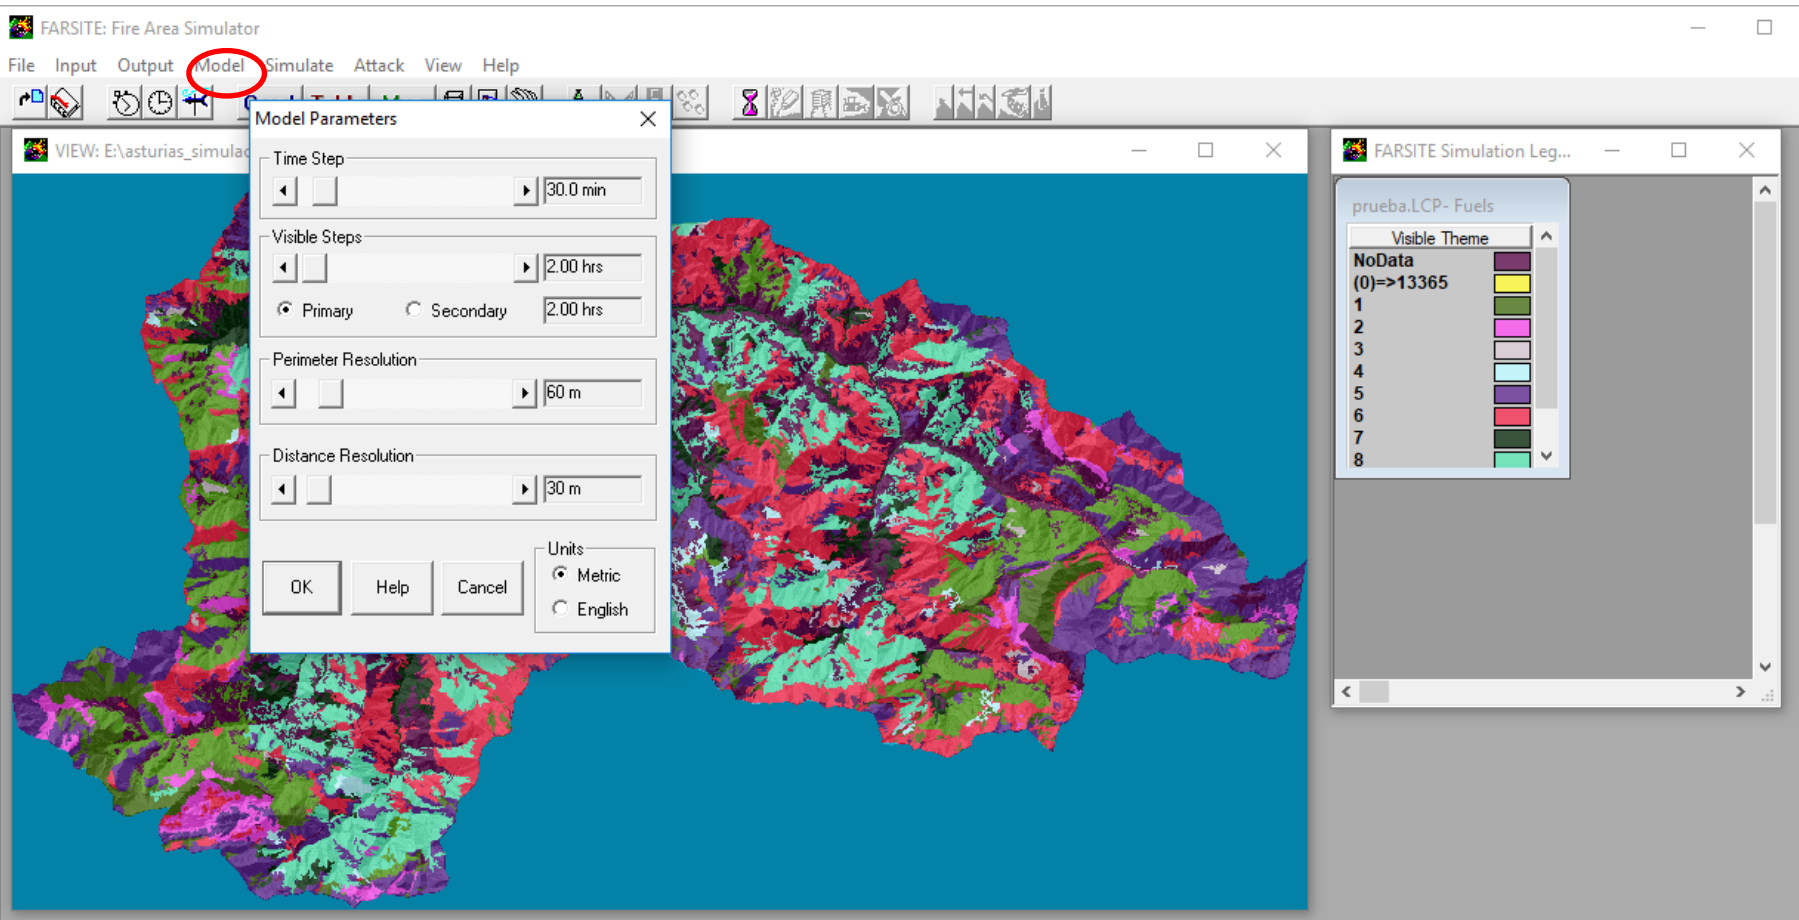 FARSITE: Fire Area Simulator
File Input Output Model Simulate Attack View Help
VIEW: E:\asturias_simulac
Model Parameters
Time Step
30.0 min
Visible Steps
2.00 hrs
Primary Secondary 2.00 hrs
Perimeter Resolution
60 m
Distance Resolution
30 m
OK Help Cancel
Units
Metric
English
FARSITE Simulation Leg...
prueba.LCP- Fuels
Visible Theme
NoData
(0)=>13365
1
2
3
4
5
6
7
8